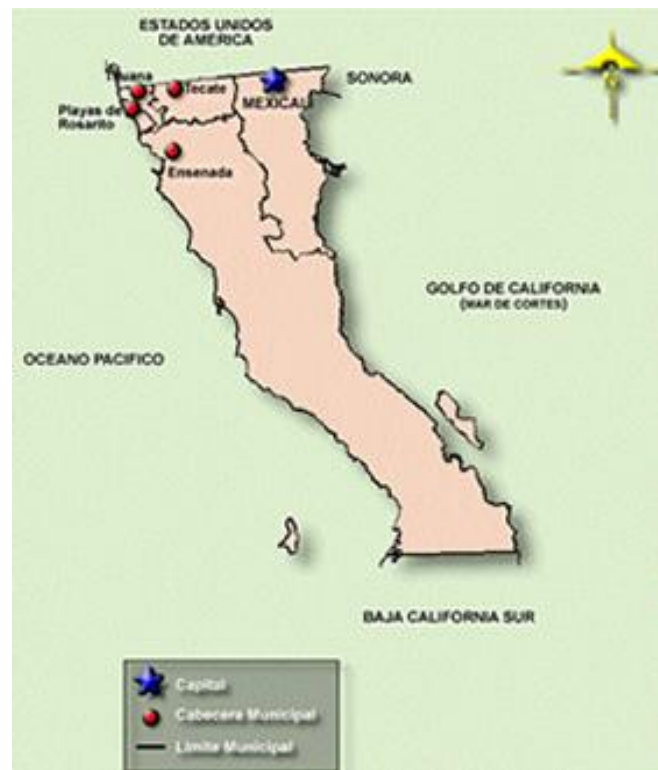 ESTADOS UNIDOS
DE AMERICA
SONORA
Tijuana
Tecate
MEXICALI
Playas de
Rosarito
Ensenada
GOLFO DE CALIFORNIA
(MAR DE CORTES)
OCEANO PACIFICO
BAJA CALIFORNIA SUR
Capital
Cabecera Municipal
Límite Municipal